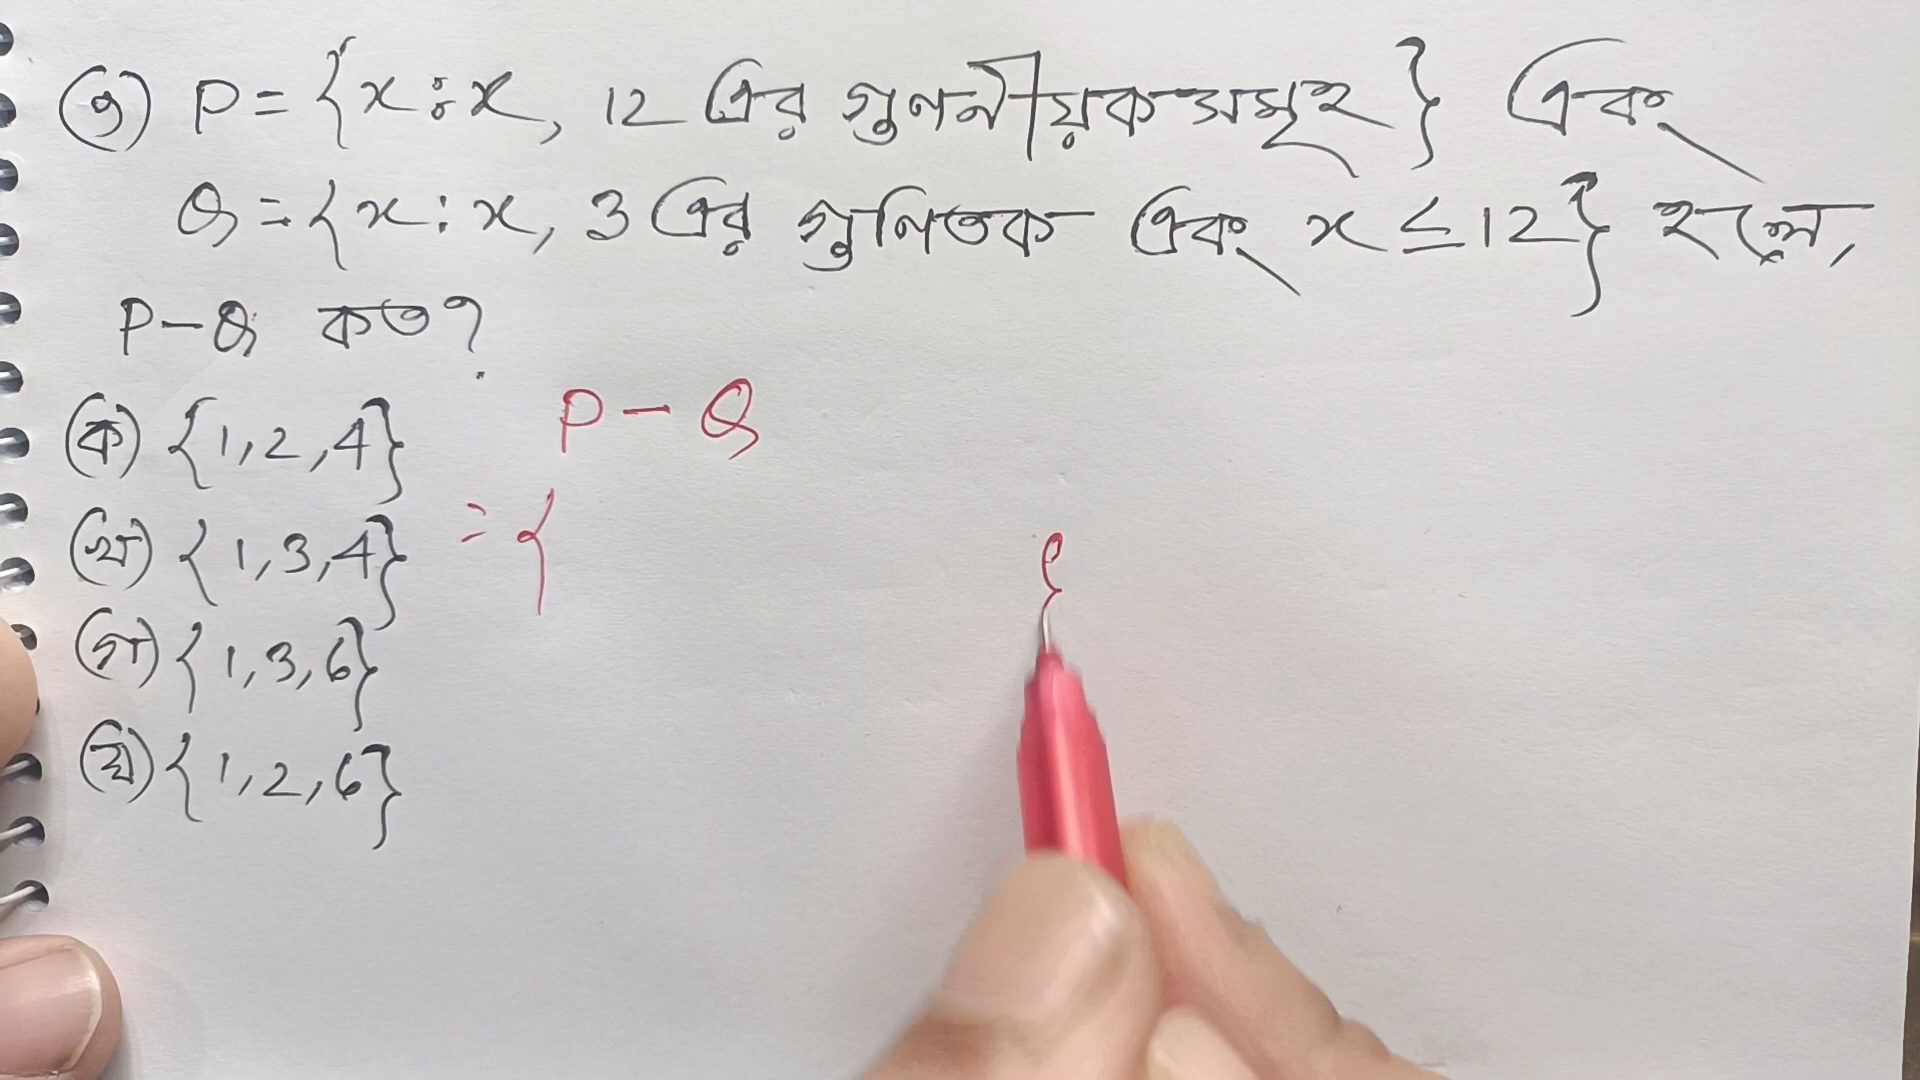 (৩) P = {x : x, 12 এর গুণনীয়কসমূহ} এবং
Q = {x : x, 3 এর গুণিতক এবং x ≤ 12} হলে,
P - Q কত?
(ক) {1, 2, 4}
(খ) {1, 3, 4}
(গ) {1, 3, 6}
(ঘ) {1, 2, 6}
P - Q
= { }